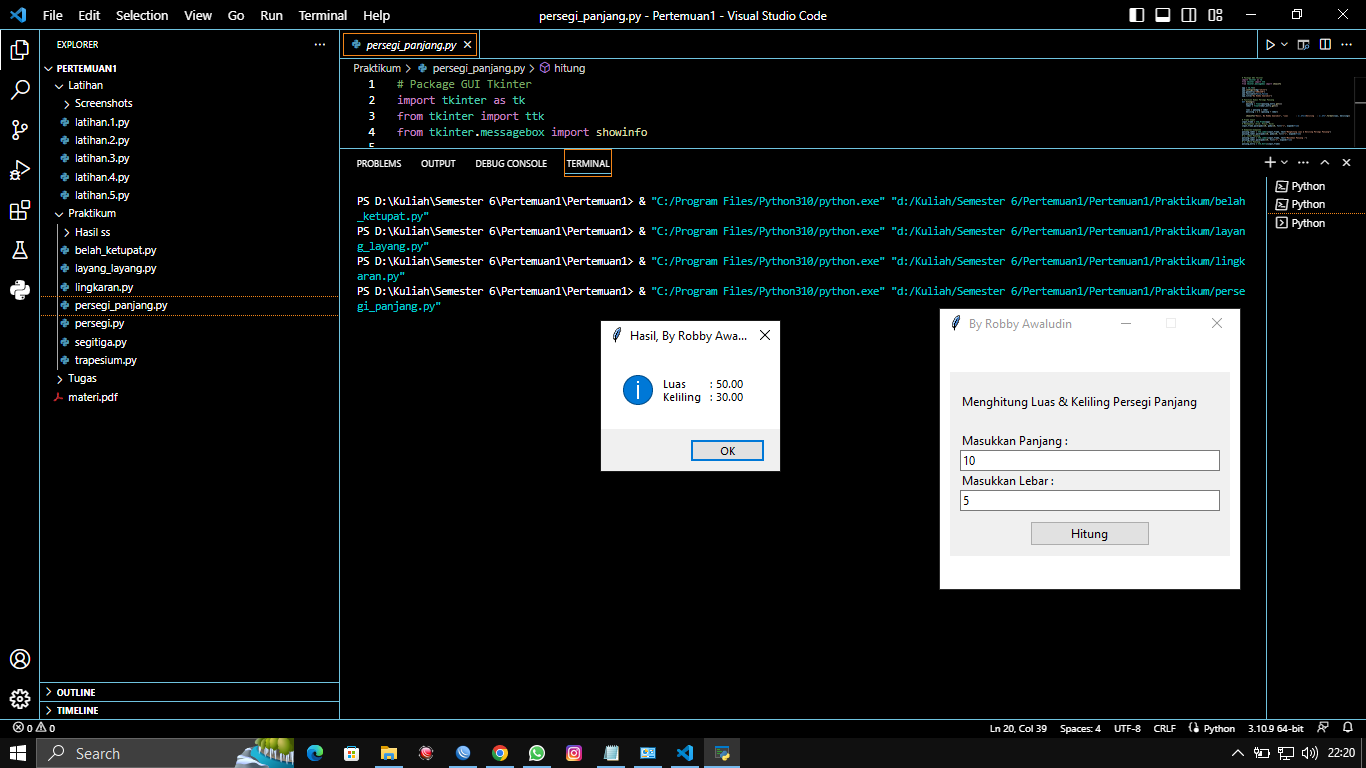 File Edit Selection View Go Run Terminal Help
persegi_panjang.py - Pertemuan1 - Visual Studio Code
EXPLORER
PERTEMUAN1
Latihan
Screenshots
latihan.1.py
latihan.2.py
latihan.3.py
latihan.4.py
latihan.5.py
Praktikum
Hasil ss
belah_ketupat.py
layang_layang.py
lingkaran.py
persegi_panjang.py
persegi.py
segitiga.py
trapesium.py
Tugas
materi.pdf
OUTLINE
TIMELINE
persegi_panjang.py
Praktikum > persegi_panjang.py > hitung
1 # Package GUI Tkinter
2 import tkinter as tk
3 from tkinter import ttk
4 from tkinter.messagebox import showinfo
PROBLEMS OUTPUT DEBUG CONSOLE TERMINAL
PS D:\Kuliah\Semester 6\Pertemuan1\Pertemuan1> & "C:/Program Files/Python310/python.exe" "d:/Kuliah/Semester 6/Pertemuan1/Pertemuan1/Praktikum/belah
_ketupat.py"
PS D:\Kuliah\Semester 6\Pertemuan1\Pertemuan1> & "C:/Program Files/Python310/python.exe" "d:/Kuliah/Semester 6/Pertemuan1/Pertemuan1/Praktikum/layan
g_layang.py"
PS D:\Kuliah\Semester 6\Pertemuan1\Pertemuan1> & "C:/Program Files/Python310/python.exe" "d:/Kuliah/Semester 6/Pertemuan1/Pertemuan1/Praktikum/lingk
aran.py"
PS D:\Kuliah\Semester 6\Pertemuan1\Pertemuan1> & "C:/Program Files/Python310/python.exe" "d:/Kuliah/Semester 6/Pertemuan1/Pertemuan1/Praktikum/perse
gi_panjang.py"
Python
Python
Python
Hasil, By Robby Awa...
Luas : 50.00
Keliling : 30.00
OK
By Robby Awaludin
Menghitung Luas & Keliling Persegi Panjang
Masukkan Panjang :
10
Masukkan Lebar :
5
Hitung
0 0
Ln 20, Col 39 Spaces: 4 UTF-8 CRLF Python 3.10.9 64-bit
Search
22:20